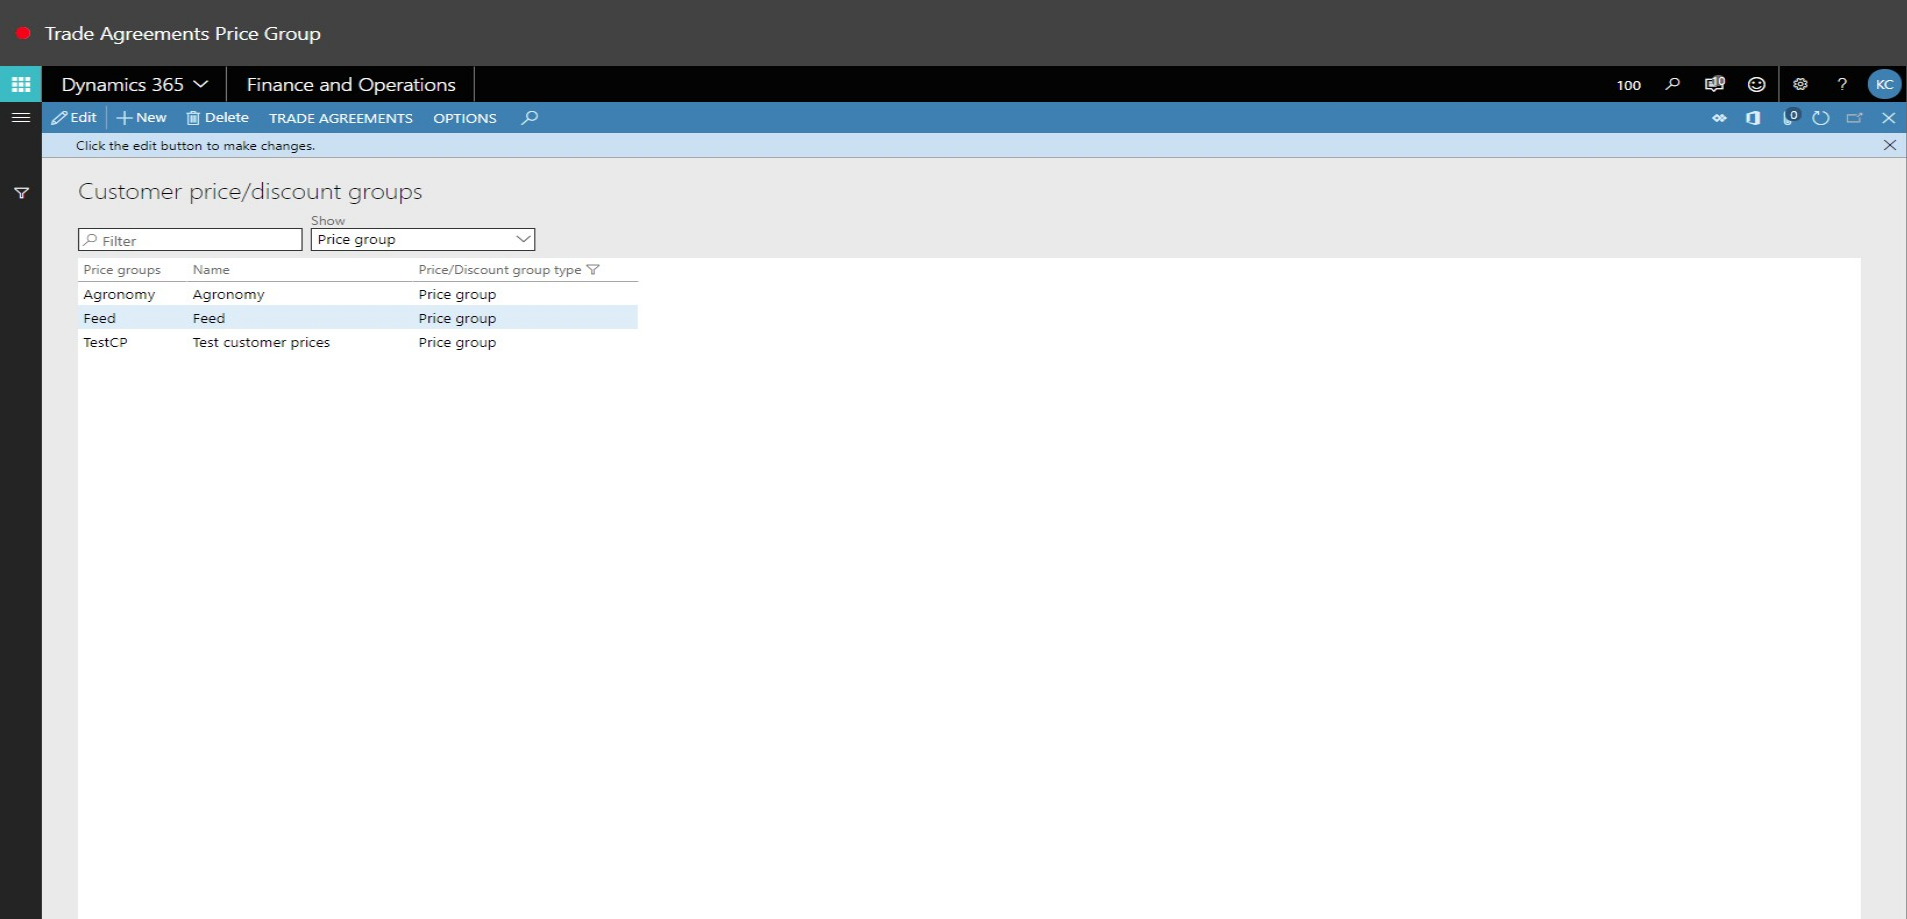 Trade Agreements Price Group
Dynamics 365 Finance and Operations 100 10 ? KC
Edit New Delete TRADE AGREEMENTS OPTIONS 0
Click the edit button to make changes.
Customer price/discount groups
Show
Filter Price group
Price groups Name Price/Discount group type
Agronomy Agronomy Price group
Feed Feed Price group
TestCP Test customer prices Price group